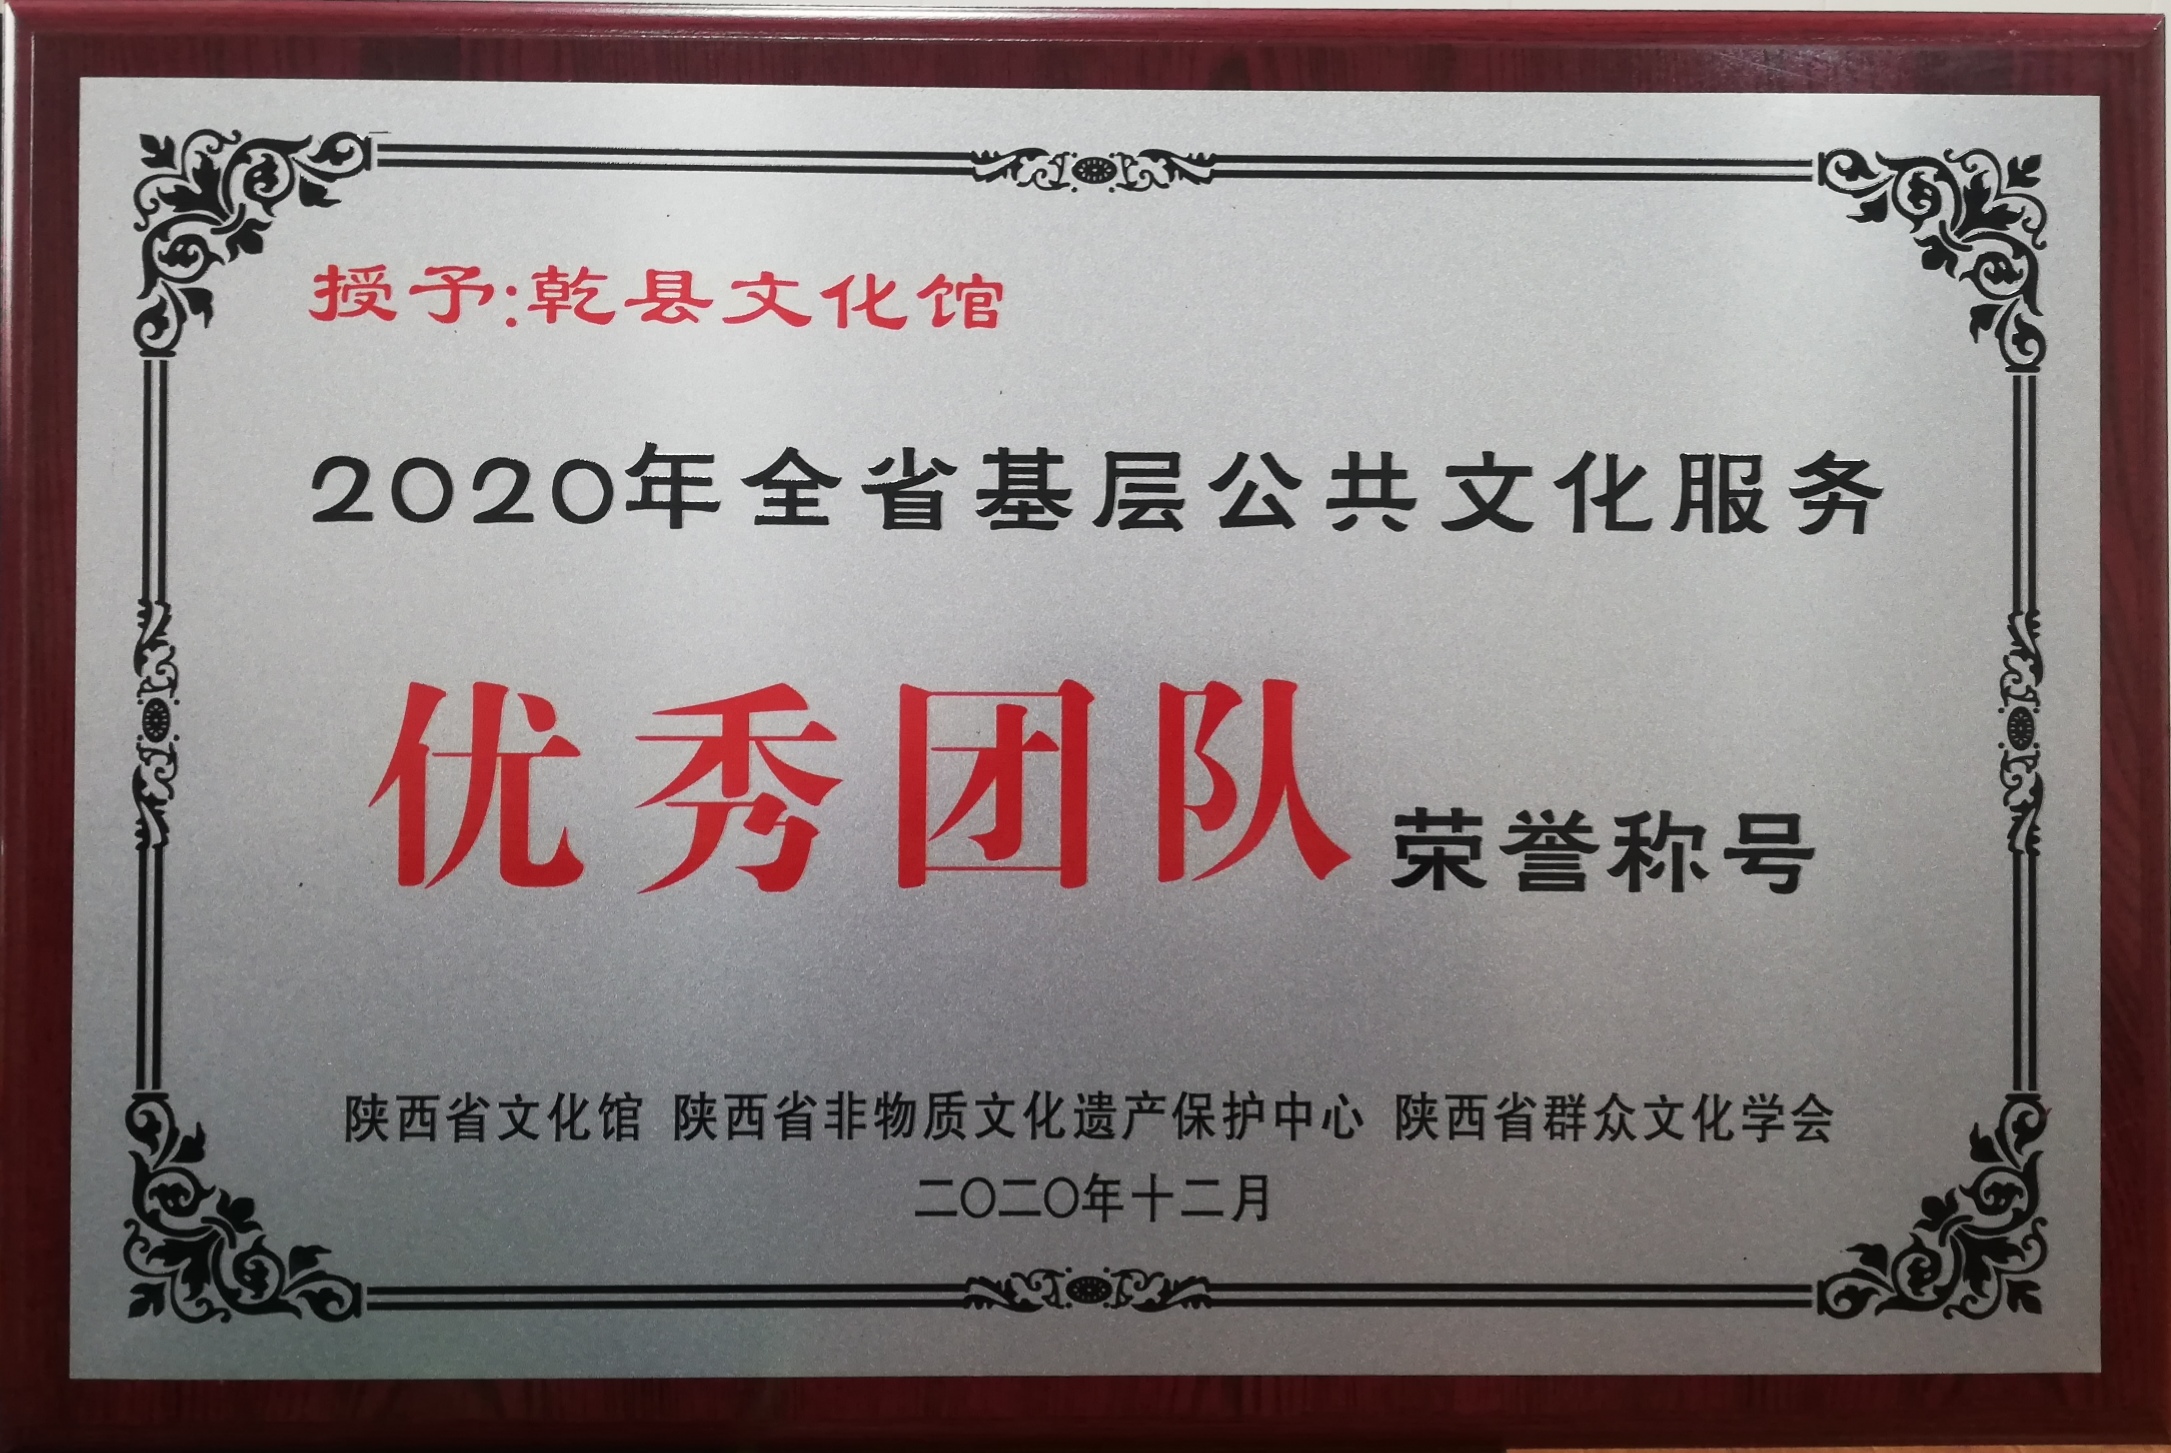 授予:乾县文化馆
2020年全省基层公共文化服务
优秀团队 荣誉称号
陕西省文化馆 陕西省非物质文化遗产保护中心 陕西省群众文化学会
二〇二〇年十二月